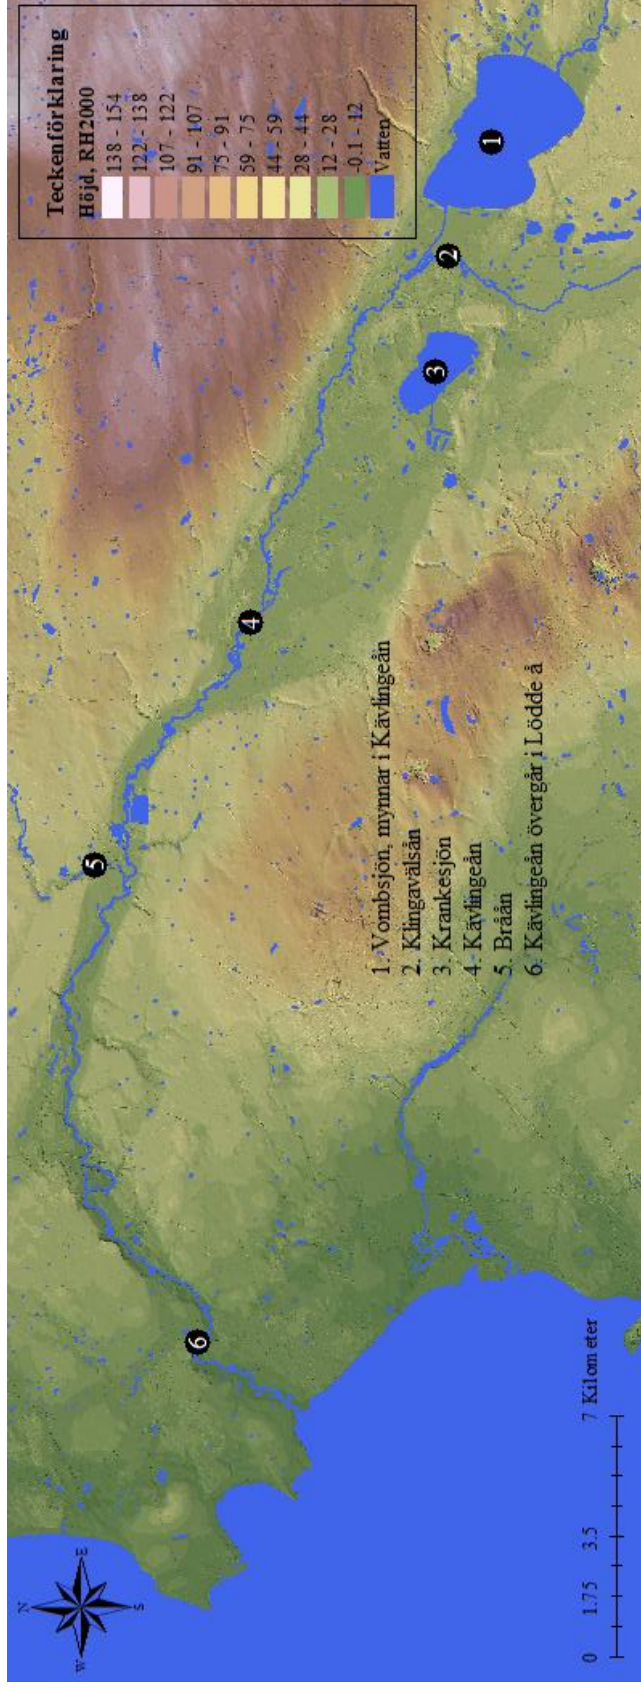 Teckenförklaring
Höjd, RH2000
138 - 154
122 - 138
107 - 122
91 - 107
75 - 91
59 - 75
44 - 59
28 - 44
12 - 28
-0.1 - 12
Vatten
1
2
3
4
5
6
1. Vombsjön, mynnar i Kävlingeån
2. Klingavälsån
3. Krankesjön
4. Kävlingeån
5. Bråån
6. Kävlingeån övergår i Lödde å
N
W E
S
0 1.75 3.5 7 Kilometer